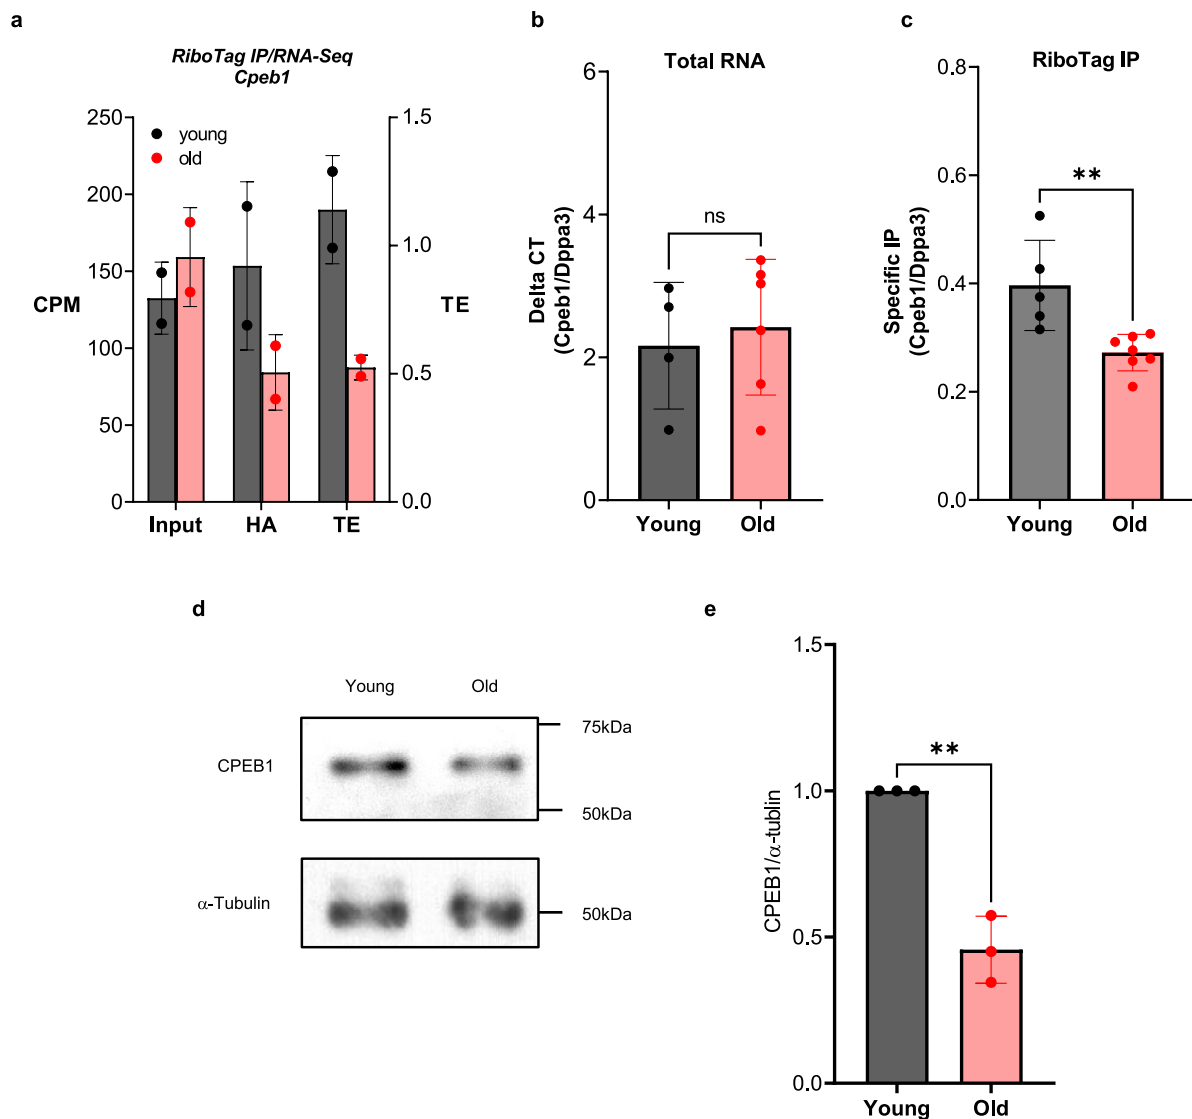 a
RiboTag IP/RNA-Seq
Cpeb1
250
200
150
100
50
0
CPM
young
old
1.5
1.0
0.5
0.0
TE
Input
HA
TE
b
Total RNA
6
4
2
0
Delta CT
(Cpeb1/Dppa3)
ns
Young
Old
c
RiboTag IP
0.8
0.6
0.4
0.2
0.0
Specific IP
(Cpeb1/Dppa3)
**
Young
Old
d
Young
Old
CPEB1
75kDa
50kDa
α-Tubulin
50kDa
e
1.5
1.0
0.5
0.0
CPEB1/α-tublin
**
Young
Old